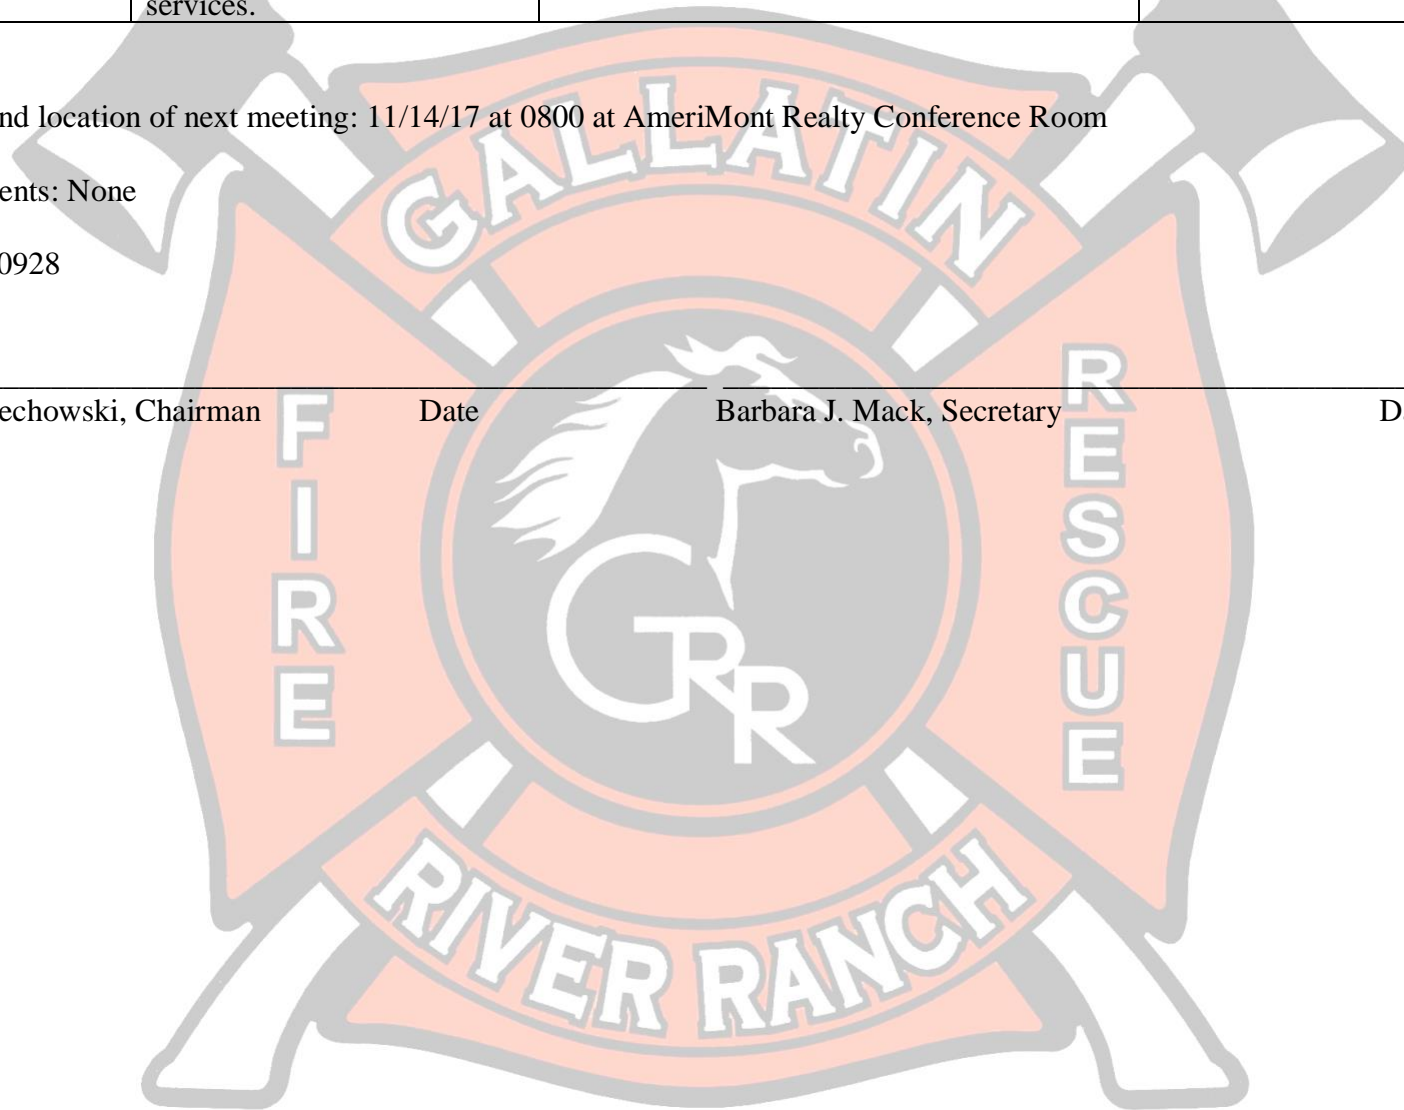 services.
nd location of next meeting: 11/14/17 at 0800 at AmeriMont Realty Conference Room
ents: None
0928
echowski, Chairman Date Barbara J. Mack, Secretary D
GALLATIN
FIRE
RESCUE
GRR
RIVER RANCH